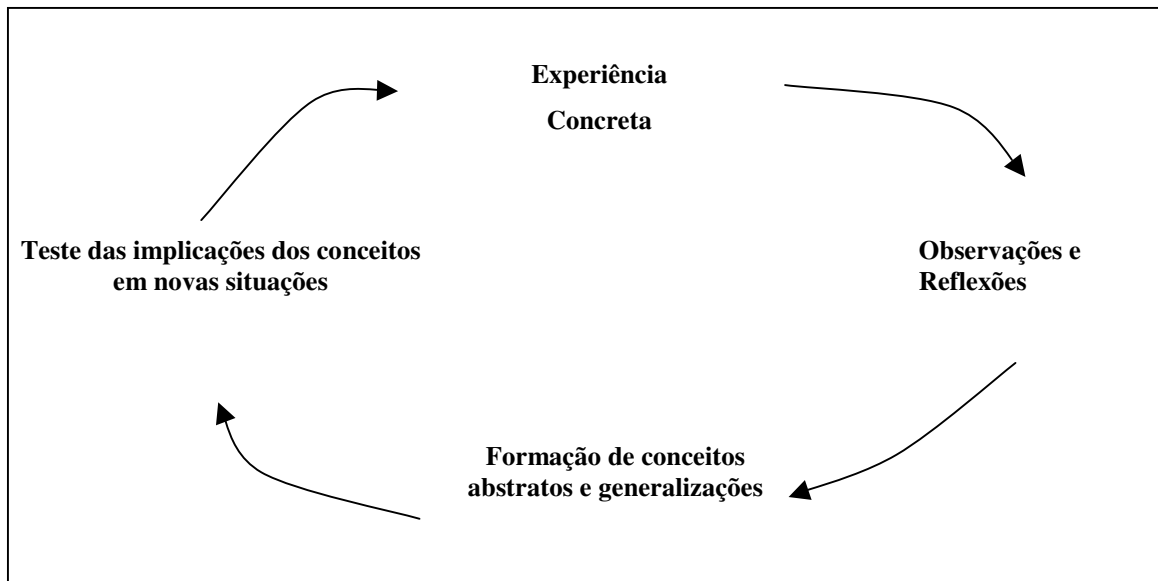 Experiência
Concreta
Observações e
Reflexões
Formação de conceitos
abstratos e generalizações
Teste das implicações dos conceitos
em novas situações